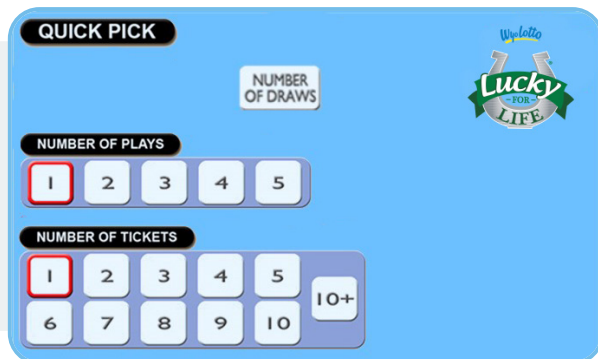 QUICK PICK
WyoLotto
NUMBER
OF DRAWS
LUCKY
- FOR -
LIFE
NUMBER OF PLAYS
1 2 3 4 5
NUMBER OF TICKETS
1 2 3 4 5
10+
6 7 8 9 10